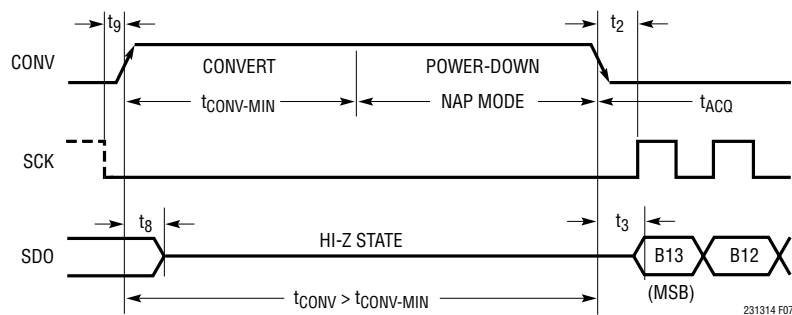 t9
t2
CONV
CONVERT
POWER-DOWN
tCONV-MIN
NAP MODE
tACQ
SCK
t8
t3
HI-Z STATE
SDO
B13
B12
(MSB)
tCONV > tCONV-MIN
231314 F07